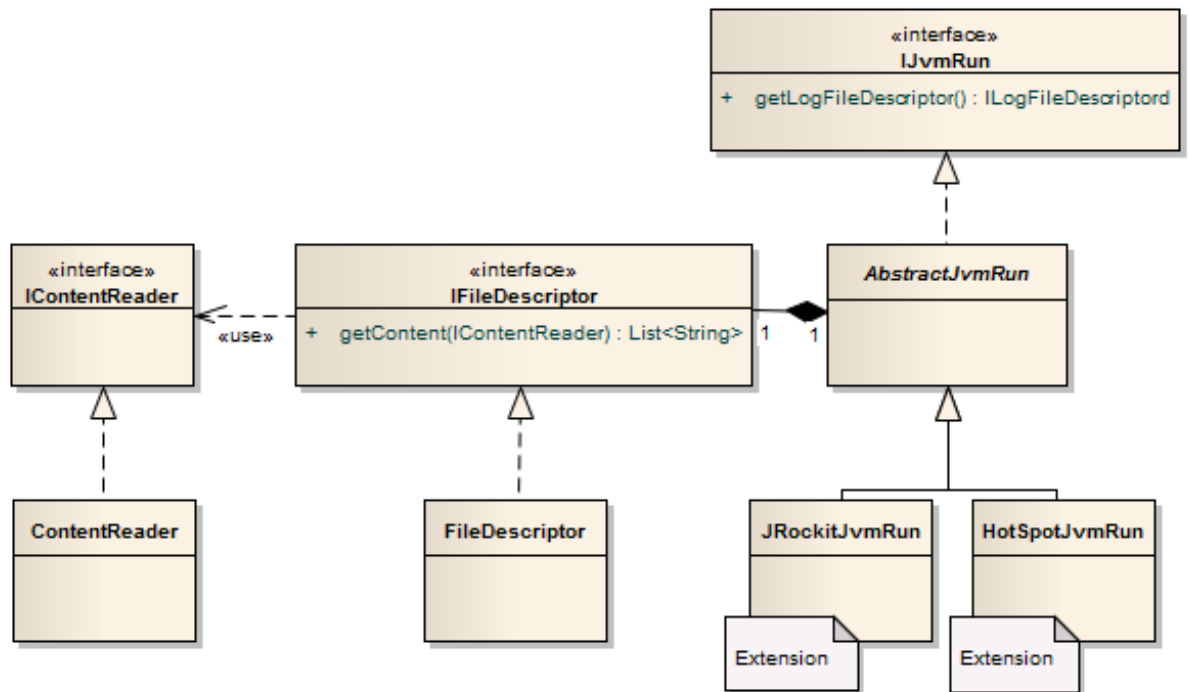 «interface»
IJvmRun
+ getLogFileDescriptor() : ILogFileDescriptord
«interface»
IContentReader
«use»
«interface»
IFileDescriptor
+ getContent(IContentReader) : List<String>
1
1
AbstractJvmRun
ContentReader
FileDescriptor
JRockitJvmRun
HotSpotJvmRun
Extension
Extension